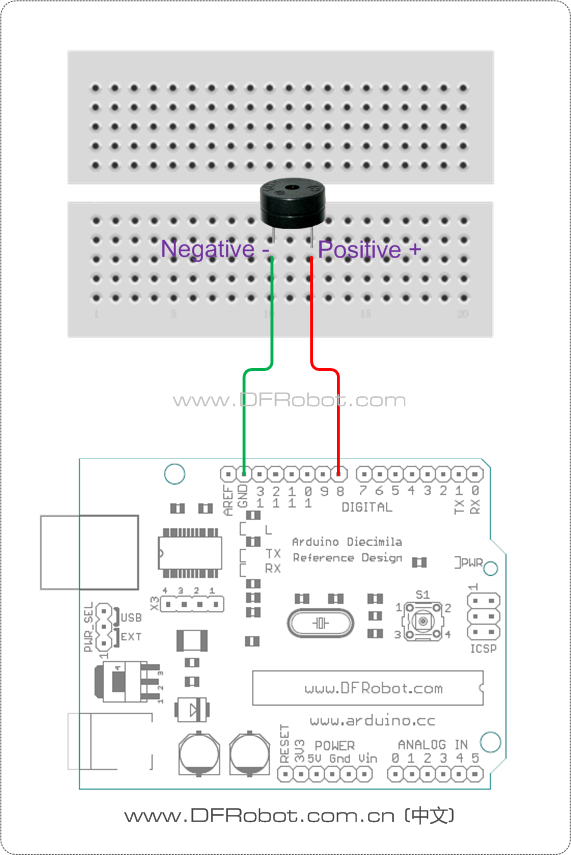 Negative -
Positive +
1 5 10 15 20
www.DFRobot.com
AREF GND 13 12 11 10 9 8 7 6 5 4 3 2 1 0
TX RX
DIGITAL
L
TX
RX
Arduino Diecimila
Reference Design
PWR
X3
4 3 2 1
S1
1 2
3 4
1
ICSP
PWR_SEL
USB
EXT
1
4
3
2
1
www.DFRobot.com
www.arduino.cc
RESET
3V3
POWER
5V Gnd Vin
ANALOG IN
0 1 2 3 4 5
www.DFRobot.com.cn (中文)